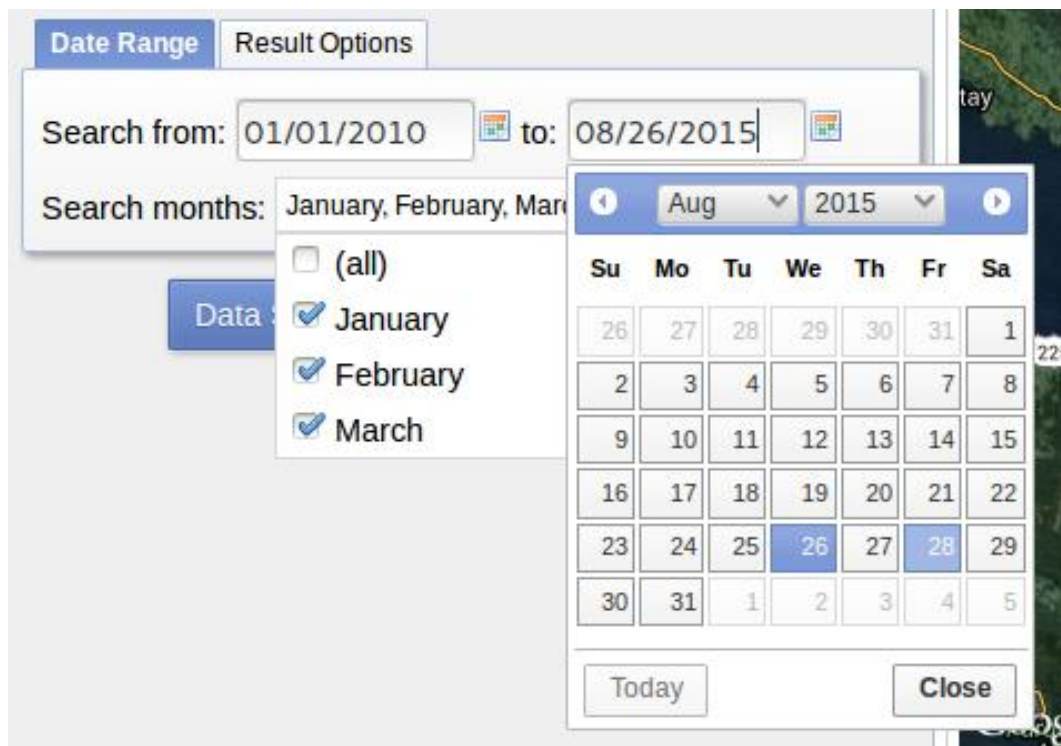 Date Range Result Options
tay
Search from: 01/01/2010 to: 08/26/2015
Search months: January, February, Mar
Aug 2015
Su Mo Tu We Th Fr Sa
26 27 28 29 30 31 1
2 3 4 5 6 7 8
9 10 11 12 13 14 15
16 17 18 19 20 21 22
23 24 25 26 27 28 29
30 31 1 2 3 4 5
Today Close
(all)
January
February
March
Data
22